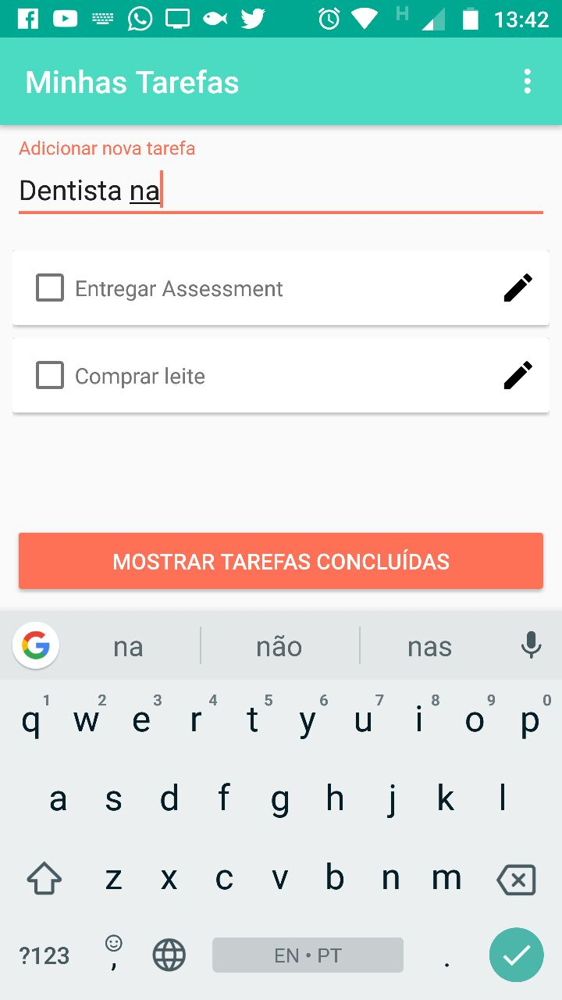 H 13:42
Minhas Tarefas
Adicionar nova tarefa
Dentista na
Entregar Assessment
Comprar leite
MOSTRAR TAREFAS CONCLUÍDAS
G na não nas
1 2 3 4 5 6 7 8 9 0
q w e r t y u i o p
a s d f g h j k l
z x c v b n m
?123 , EN • PT .